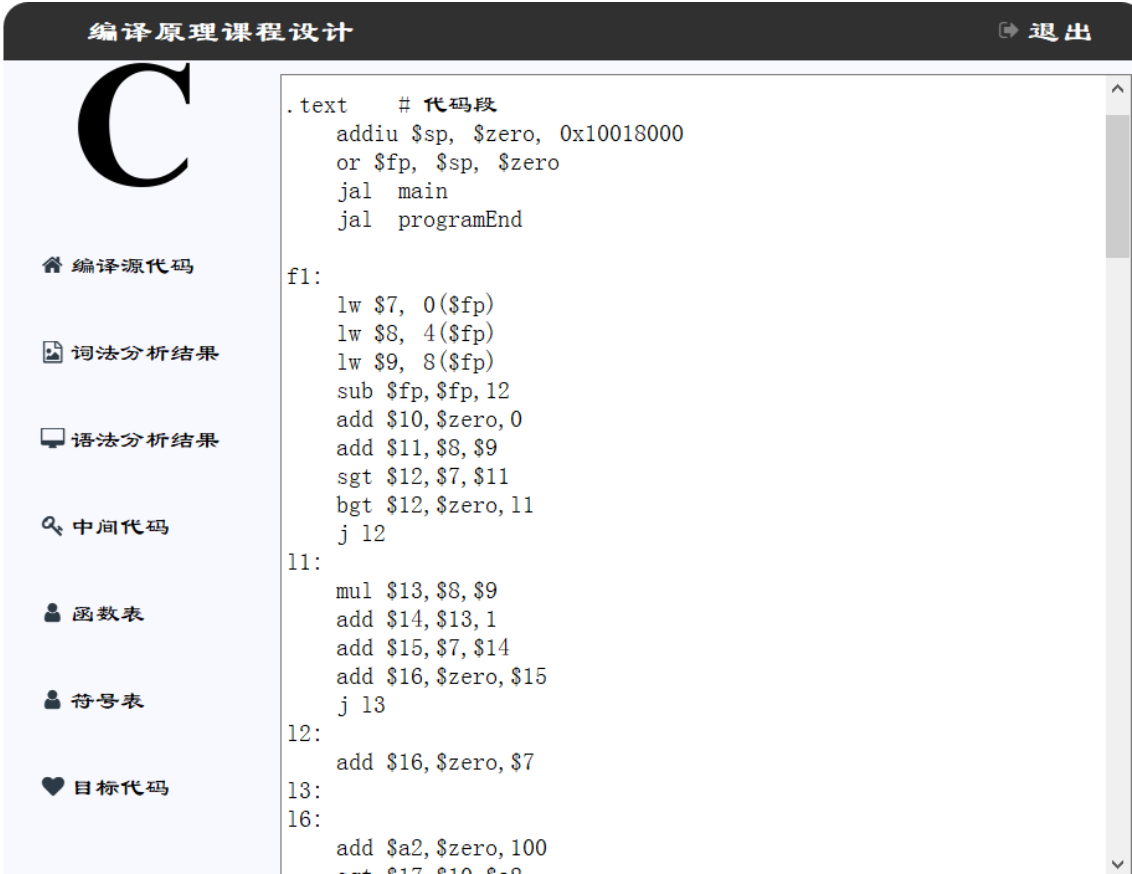 编译原理课程设计
退出
C
编译源代码
词法分析结果
语法分析结果
中间代码
函数表
符号表
目标代码
.text    # 代码段
    addiu $sp, $zero, 0x10018000
    or $fp, $sp, $zero
    jal  main
    jal  programEnd
f1:
    lw $7, 0($fp)
    lw $8, 4($fp)
    lw $9, 8($fp)
    sub $fp,$fp,12
    add $10,$zero,0
    add $11,$8,$9
    sgt $12,$7,$11
    bgt $12,$zero,l1
    j l2
l1:
    mul $13,$8,$9
    add $14,$13,1
    add $15,$7,$14
    add $16,$zero,$15
    j l3
l2:
    add $16,$zero,$7
l3:
l6:
    add $a2,$zero,100